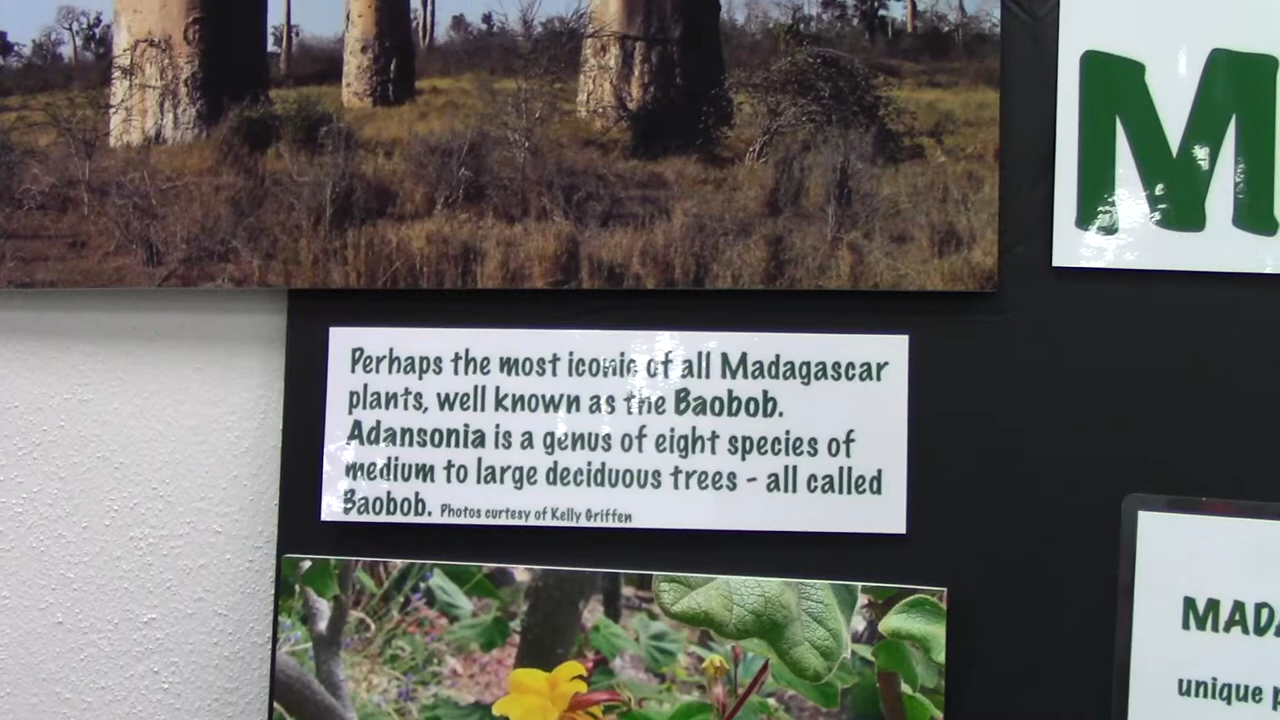 M
Perhaps the most iconic of all Madagascar
plants, well known as the Baobob.
Adansonia is a genus of eight species of
medium to large deciduous trees - all called
Baobob. Photos curtesy of Kelly Griffen
MADA
unique p